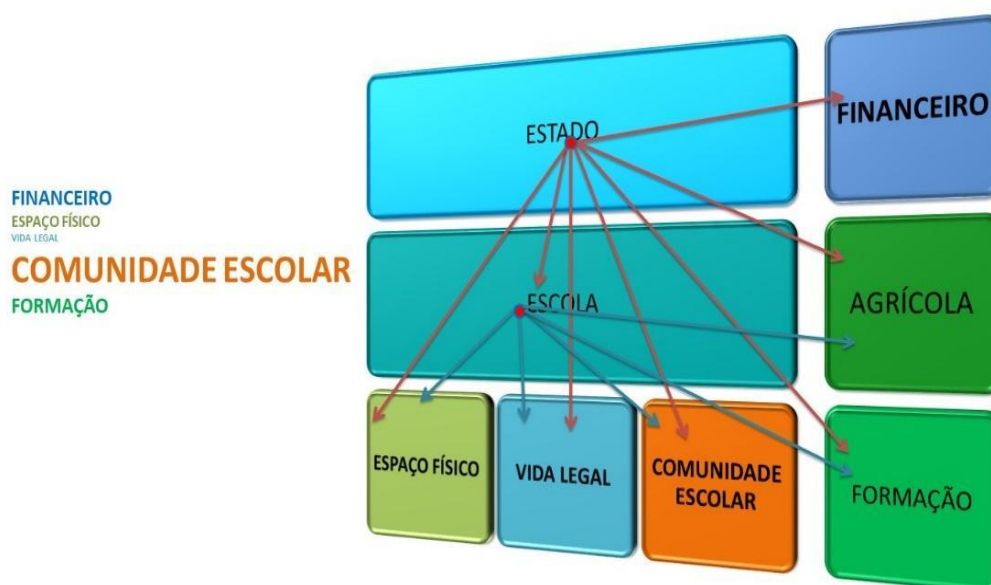 FINANCEIRO
ESPAÇO FÍSICO
VIDA LEGAL
COMUNIDADE ESCOLAR
FORMAÇÃO
ESTADO
FINANCEIRO
ESCOLA
AGRÍCOLA
ESPAÇO FÍSICO
VIDA LEGAL
COMUNIDADE
ESCOLAR
FORMAÇÃO